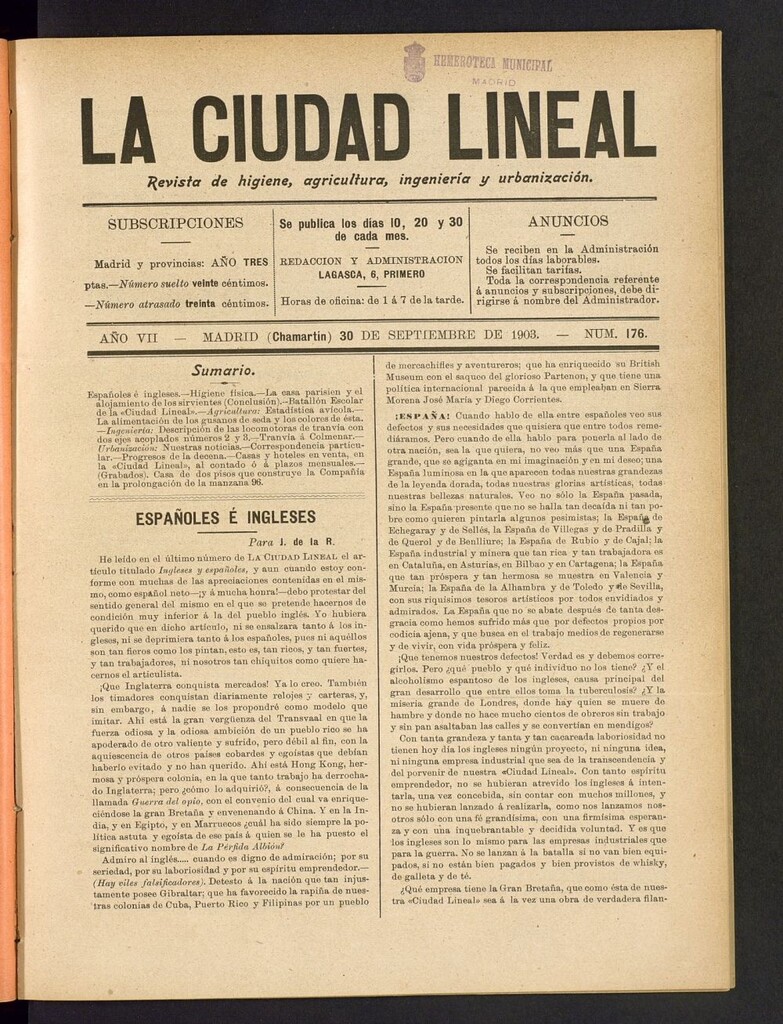 HEMEROTECA MUNICIPAL
MADRID
LA CIUDAD LINEAL
Revista de higiene, agricultura, ingeniería y urbanización.
SUBSCRIPCIONES
Madrid y provincias: AÑO TRES
ptas.—Número suelto veinte céntimos.
—Número atrasado treinta céntimos.
Se publica los días 10, 20 y 30
de cada mes.
REDACCION Y ADMINISTRACION
LAGASCA, 6, PRIMERO
Horas de oficina: de 1 á 7 de la tarde.
ANUNCIOS
Se reciben en la Administración
todos los días laborables.
Se facilitan tarifas.
Toda la correspondencia referente
á anuncios y subscripciones, debe di-
rigirse á nombre del Administrador.
AÑO VII — MADRID (Chamartin) 30 DE SEPTIEMBRE DE 1903. — NUM. 176.
Sumario.
Españoles é ingleses.—Higiene física.—La casa parisien y el
alojamiento de los sirvientes (Conclusión).—Batallón Escolar
de la «Ciudad Lineal».—Agricultura: Estadística avícola.—
La alimentación de los gusanos de seda y los colores de ésta.
—Ingeniería: Descripción de las locomotoras de tranvía con
dos ejes acoplados números 2 y 3.—Tranvía á Colmenar.—
Urbanización: Nuestras noticias.—Correspondencia particu-
lar.—Progresos de la decena.—Casas y hoteles en venta, en
la «Ciudad Lineal», al contado ó á plazos mensuales.—
(Grabados). Casa de dos pisos que construye la Compañía
en la prolongación de la manzana 96.
ESPAÑOLES É INGLESES
Para J. de la R.
He leído en el último número de LA CIUDAD LINEAL el ar-
tículo titulado Ingleses y españoles, y aun cuando estoy con-
forme con muchas de las apreciaciones contenidas en el mis-
mo, como español neto—¡y á mucha honra!—debo protestar del
sentido general del mismo en el que se pretende hacernos de
condición muy inferior á la del pueblo inglés. Yo hubiera
querido que en dicho artículo, ni se ensalzara tanto á los in-
gleses, ni se deprimiera tanto á los españoles, pues ni aquéllos
son tan fieros como los pintan, esto es, tan ricos, y tan fuertes,
y tan trabajadores, ni nosotros tan chiquitos como quiere ha-
cernos el articulista.
¡Que Inglaterra conquista mercados! Ya lo creo. También
los timadores conquistan diariamente relojes y carteras, y,
sin embargo, á nadie se los propondré como modelo que
imitar. Ahí está la gran vergüenza del Transvaal en que la
fuerza odiosa y la odiosa ambición de un pueblo rico se ha
apoderado de otro valiente y sufrido, pero débil al fin, con la
aquiescencia de otros países cobardes y egoístas que debían
haberlo evitado y no han querido. Ahí está Hong Kong, her-
mosa y próspera colonia, en la que tanto trabajo ha derrocha-
do Inglaterra; pero ¿cómo lo adquirió?, á consecuencia de la
llamada Guerra del opio, con el convenio del cual va enrique-
ciéndose la gran Bretaña y envenenando á China. Y en la In-
dia, y en Egipto, y en Marruecos ¿cuál ha sido siempre la po-
lítica astuta y egoísta de ese país á quien se le ha puesto el
significativo nombre de La Pérfida Albión?
Admiro al inglés..... cuando es digno de admiración; por su
seriedad, por su laboriosidad y por su espíritu emprendedor.—
(Hay viles falsificadores). Detesto á la nación que tan injus-
tamente posee Gibraltar; que ha favorecido la rapiña de nues-
tras colonias de Cuba, Puerto Rico y Filipinas por un pueblo
de mercachifles y aventureros; que ha enriquecido su British
Museum con el saqueo del glorioso Partenon, y que tiene una
política internacional parecida á la que empleaban en Sierra
Morena José María y Diego Corrientes.
¡ESPAÑA! Cuando hablo de ella entre españoles veo sus
defectos y sus necesidades que quisiera que entre todos reme-
diáramos. Pero cuando de ella hablo para ponerla al lado de
otra nación, sea la que quiera, no veo más que una España
grande, que se agiganta en mi imaginación y en mi deseo; una
España luminosa en la que aparecen todas nuestras grandezas
de la leyenda dorada, todas nuestras glorias artísticas, todas
nuestras bellezas naturales. Veo no sólo la España pasada,
sino la España presente que no se halla tan decaída ni tan po-
bre como quieren pintarla algunos pesimistas; la España de
Echegaray y de Sellés, la España de Villegas y de Pradilla y
de Querol y de Benlliure; la España de Rubio y de Cajal; la
España industrial y minera que tan rica y tan trabajadora es
en Cataluña, en Asturias, en Bilbao y en Cartagena; la España
que tan próspera y tan hermosa se muestra en Valencia y
Murcia; la España de la Alhambra y de Toledo y de Sevilla,
con sus riquísimos tesoros artísticos por todos envidiados y
admirados. La España que no se abate después de tanta des-
gracia como hemos sufrido más que por defectos propios por
codicia ajena, y que busca en el trabajo medios de regenerarse
y de vivir, con vida próspera y feliz.
¡Que tenemos nuestros defectos! Verdad es y debemos corre-
girlos. Pero ¿qué pueblo y qué individuo no los tiene? ¿Y el
alcoholismo espantoso de los ingleses, causa principal del
gran desarrollo que entre ellos toma la tuberculosis? ¿Y la
miseria grande de Londres, donde hay quien se muere de
hambre y donde no hace mucho cientos de obreros sin trabajo
y sin pan asaltaban las calles y se convertían en mendigos?
Con tanta grandeza y tanta y tan cacareada laboriosidad no
tienen hoy día los ingleses ningún proyecto, ni ninguna idea,
ni ninguna empresa industrial que sea de la transcendencia y
del porvenir de nuestra «Ciudad Lineal». Con tanto espíritu
emprendedor, no se hubieran atrevido los ingleses á inten-
tarla, una vez concebida, sin contar con muchos millones, y
no se hubieran lanzado á realizarla, como nos lanzamos nos-
otros sólo con una fé grandísima, con una firmísima esperan-
za y con una inquebrantable y decidida voluntad. Y es que
los ingleses son lo mismo para las empresas industriales que
para la guerra. No se lanzan á la batalla si no van bien equi-
pados, si no están bien pagados y bien provistos de whisky,
de galleta y de té.
¿Qué empresa tiene la Gran Bretaña, que como ésta de nues-
tra «Ciudad Lineal» sea á la vez una obra de verdadera filan-